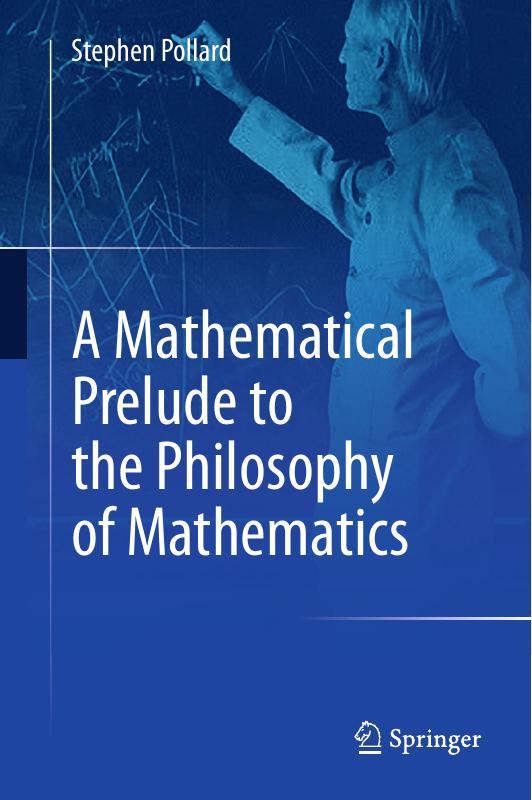 Stephen Pollard
A Mathematical
Prelude to
the Philosophy
of Mathematics
Springer